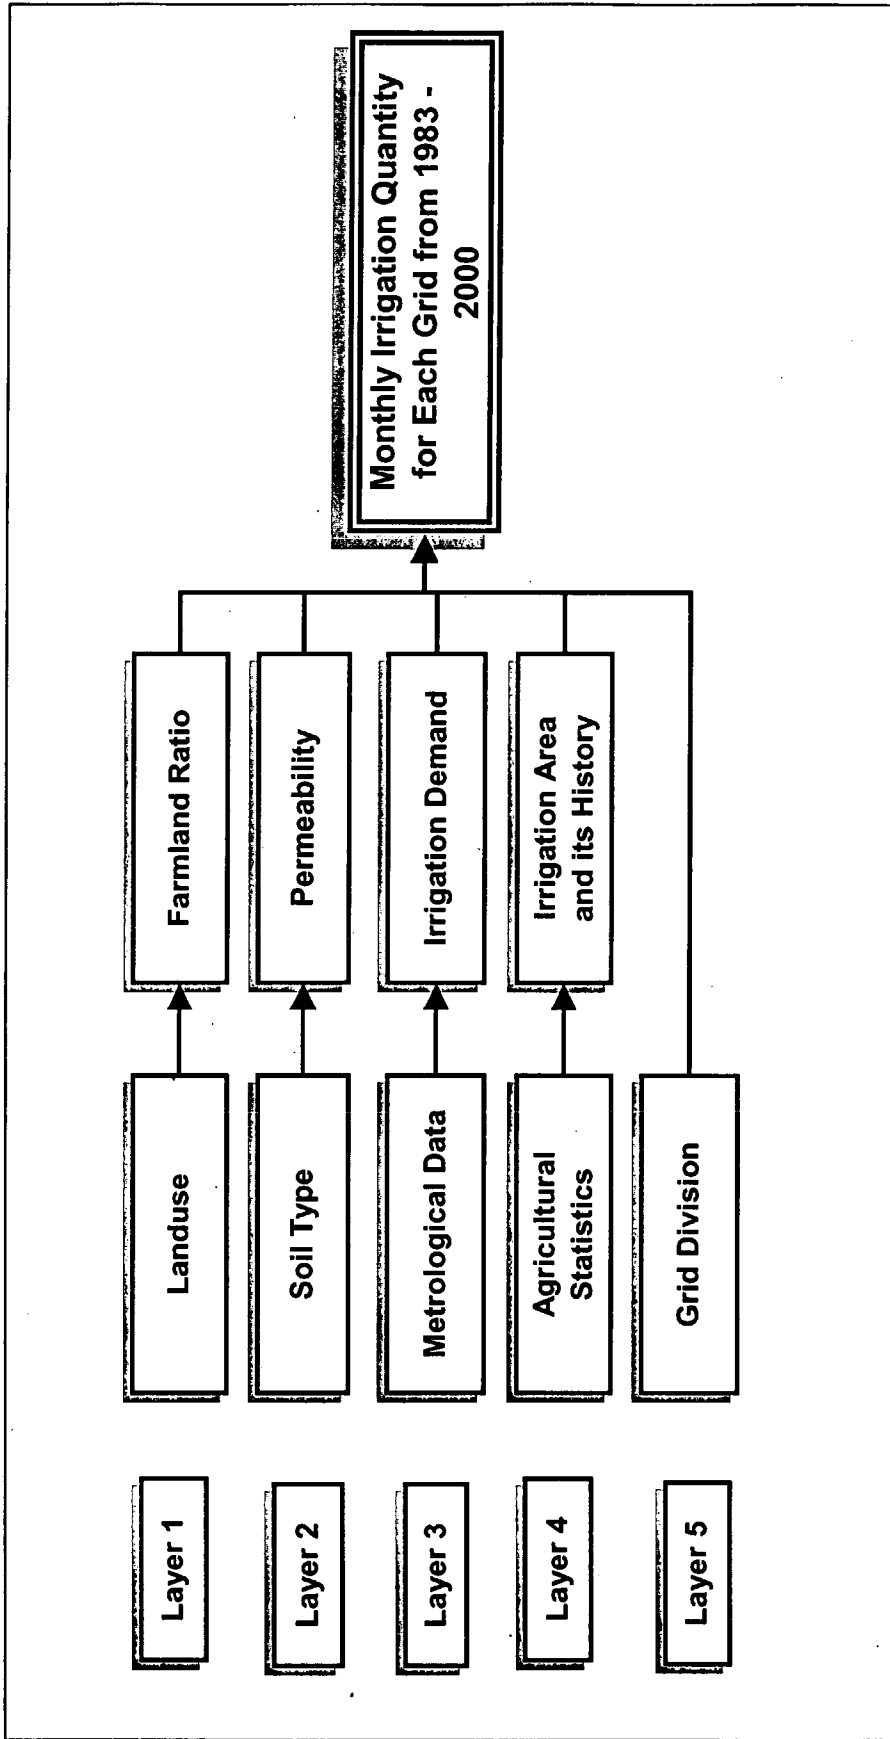 Layer 1
Landuse
Farmland Ratio
Layer 2
Soil Type
Permeability
Layer 3
Metrological Data
Irrigation Demand
Layer 4
Agricultural
Statistics
Irrigation Area
and its History
Layer 5
Grid Division
Monthly Irrigation Quantity
for Each Grid from 1983 -
2000